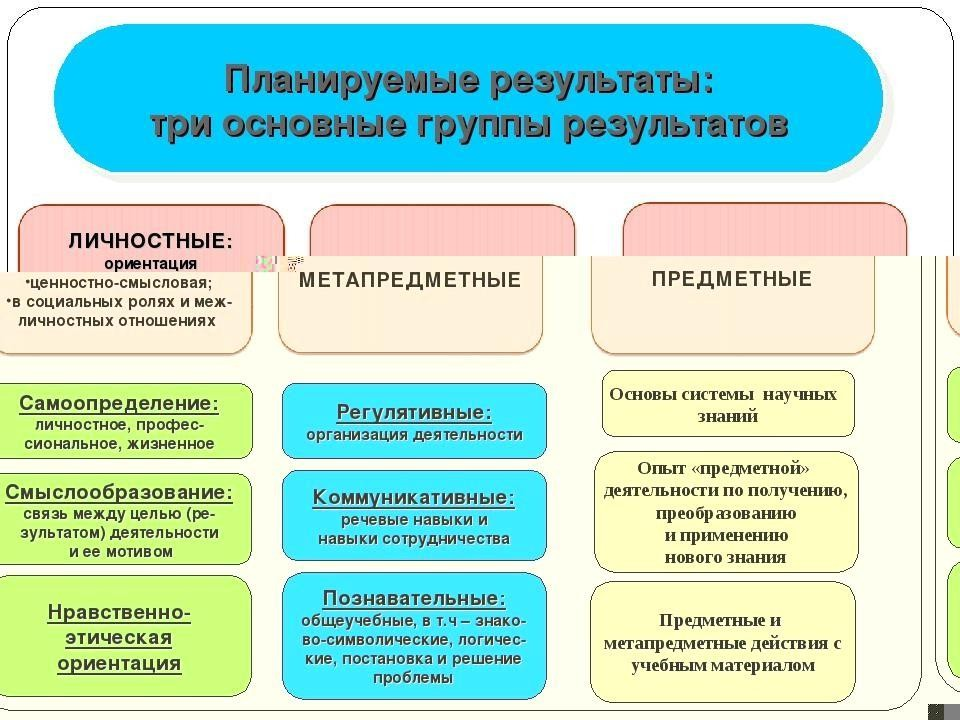 Планируемые результаты:
три основные группы результатов
ЛИЧНОСТНЫЕ:
ориентация
•ценностно-смысловая;
•в социальных ролях и меж-
личностных отношениях
МЕТАПРЕДМЕТНЫЕ
ПРЕДМЕТНЫЕ
Самоопределение:
личностное, профес-
сиональное, жизненное
Смыслообразование:
связь между целью (ре-
зультатом) деятельности
и ее мотивом
Нравственно-
этическая
ориентация
Регулятивные:
организация деятельности
Коммуникативные:
речевые навыки и
навыки сотрудничества
Познавательные:
общеучебные, в т.ч – знако-
во-символические, логичес-
кие, постановка и решение
проблемы
Основы системы научных
знаний
Опыт «предметной»
деятельности по получению,
преобразованию
и применению
нового знания
Предметные и
метапредметные действия с
учебным материалом